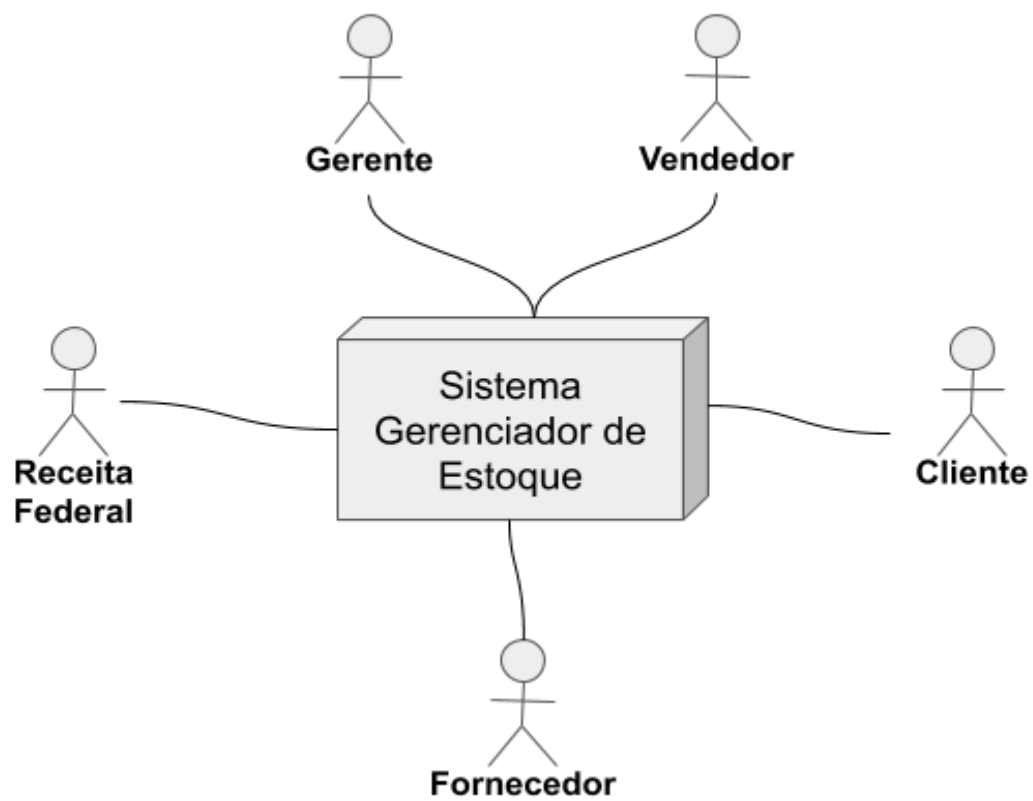 Gerente
Vendedor
Sistema
Gerenciador de
Estoque
Receita
Federal
Cliente
Fornecedor